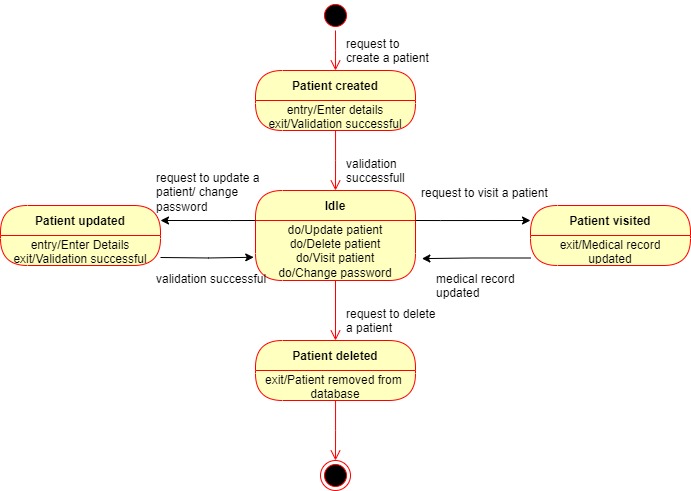 request to
create a patient
Patient created
entry/Enter details
exit/Validation successful
validation
successfull
request to update a
patient/ change
password
Idle
do/Update patient
do/Delete patient
do/Visit patient
do/Change password
request to visit a patient
Patient updated
entry/Enter Details
exit/Validation successful
validation successful
Patient visited
exit/Medical record
updated
medical record
updated
request to delete
a patient
Patient deleted
exit/Patient removed from
database